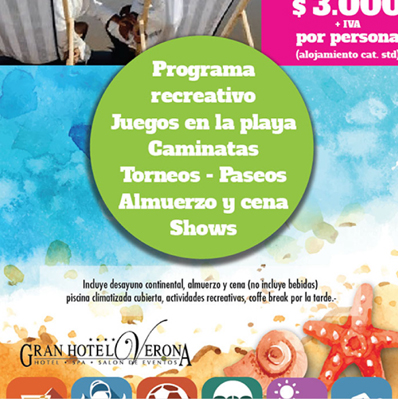 $ 3.000
+ IVA
por persona
(alojamiento cat. std)
Programa
recreativo
Juegos en la playa
Caminatas
Torneos - Paseos
Almuerzo y cena
Shows
Incluye desayuno continental, almuerzo y cena (no incluye bebidas)
piscina climatizada cubierta, actividades recreativas, coffe break por la tarde.-
GRAN HOTEL VERONA
HOTEL • SPA • SALON DE EVENTOS